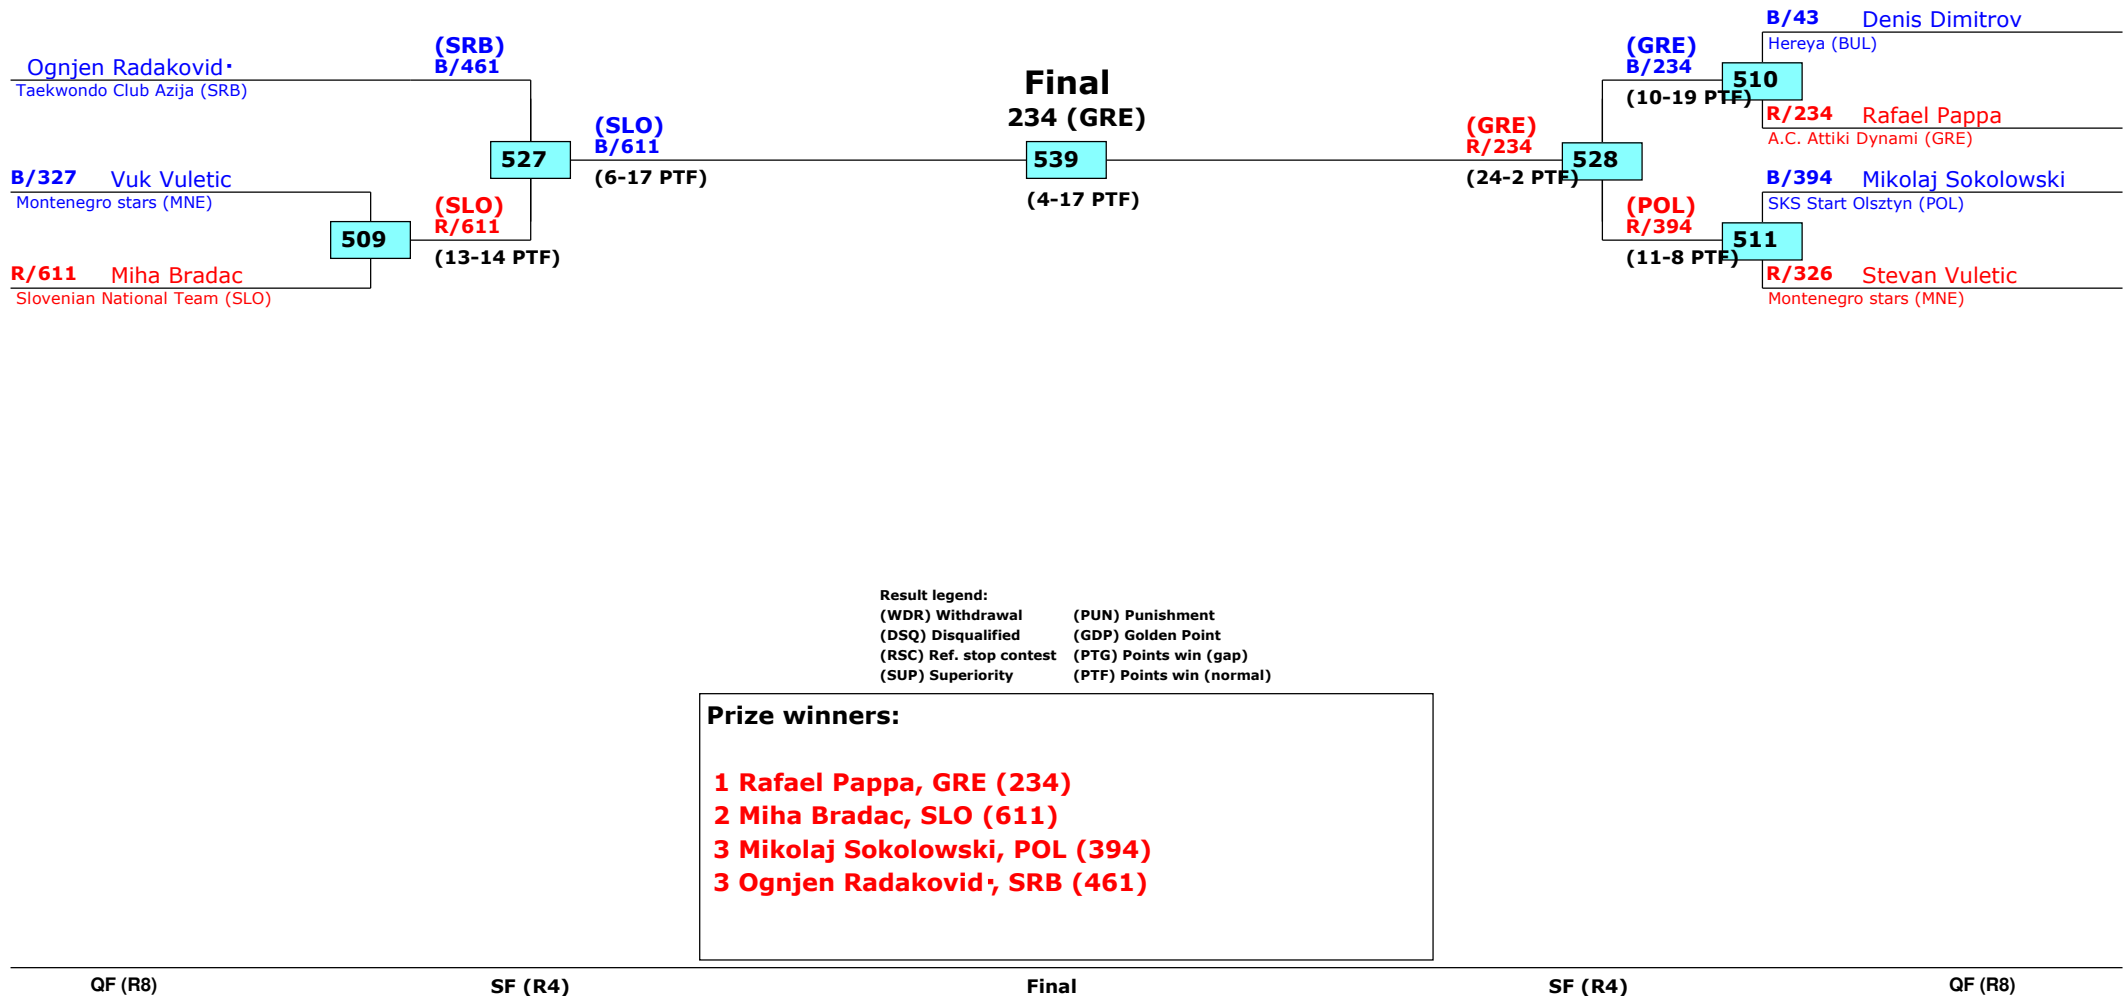 Ognjen Radakovid·
Taekwondo Club Azija (SRB)
(SRB)
B/461
B/327 Vuk Vuletic
Montenegro stars (MNE)
509
R/611 Miha Bradac
Slovenian National Team (SLO)
(SLO)
R/611
(13-14 PTF)
527
(SLO)
B/611
(6-17 PTF)
Final
234 (GRE)
539
(4-17 PTF)
(GRE)
R/234
(24-2 PTF)
528
(GRE)
B/234
(10-19 PTF)
510
B/43 Denis Dimitrov
Hereya (BUL)
R/234 Rafael Pappa
A.C. Attiki Dynami (GRE)
(POL)
R/394
(11-8 PTF)
511
B/394 Mikolaj Sokolowski
SKS Start Olsztyn (POL)
R/326 Stevan Vuletic
Montenegro stars (MNE)
Result legend:
(WDR) Withdrawal (PUN) Punishment
(DSQ) Disqualified (GDP) Golden Point
(RSC) Ref. stop contest (PTG) Points win (gap)
(SUP) Superiority (PTF) Points win (normal)
Prize winners:
1 Rafael Pappa, GRE (234)
2 Miha Bradac, SLO (611)
3 Mikolaj Sokolowski, POL (394)
3 Ognjen Radakovid·, SRB (461)
QF (R8) SF (R4) Final SF (R4) QF (R8)